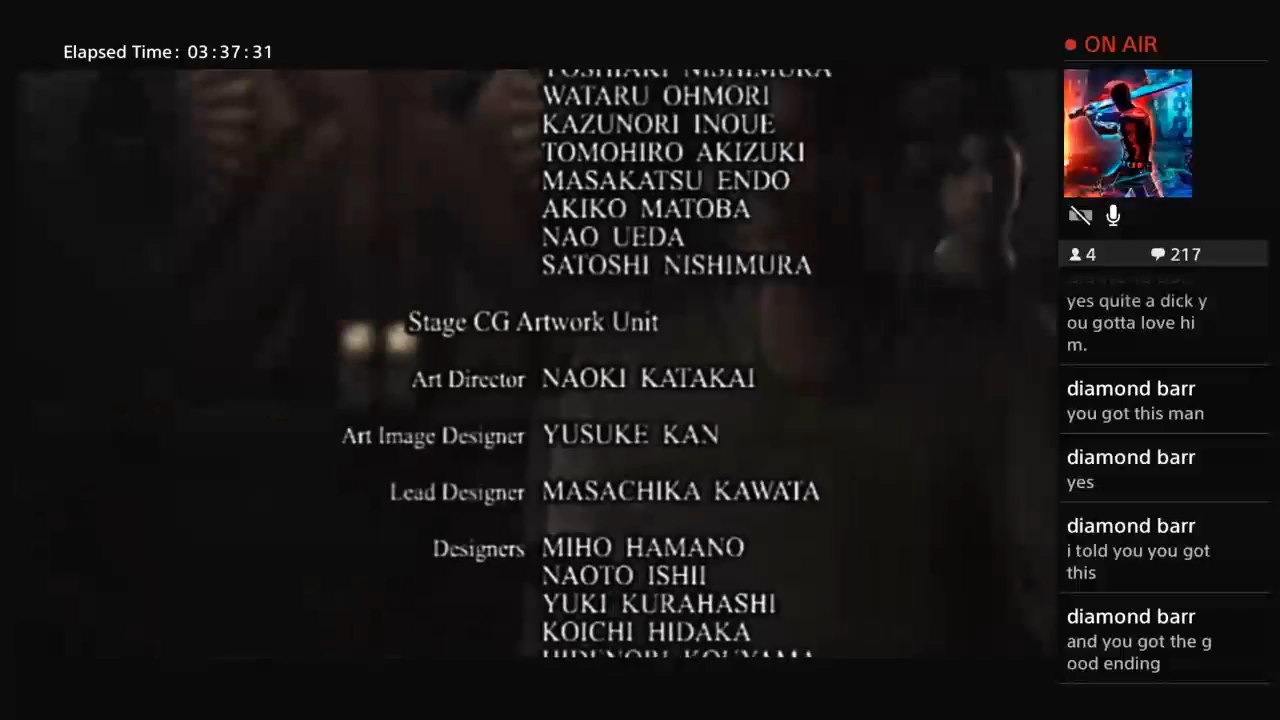 Elapsed Time: 03:37:31
ON AIR
YOSHIAKI NISHIMURA
WATARU OHMORI
KAZUNORI INOUE
TOMOHIRO AKIZUKI
MASAKATSU ENDO
AKIKO MATOBA
NAO UEDA
SATOSHI NISHIMURA
Stage CG Artwork Unit
Art Director NAOKI KATAKAI
Art Image Designer YUSUKE KAN
Lead Designer MASACHIKA KAWATA
Designers MIHO HAMANO
NAOTO ISHII
YUKI KURAHASHI
KOICHI HIDAKA
HIDENORI KOUYAMA
4 217
yes quite a dick y
ou gotta love hi
m.
diamond barr
you got this man
diamond barr
yes
diamond barr
i told you you got
this
diamond barr
and you got the g
ood ending